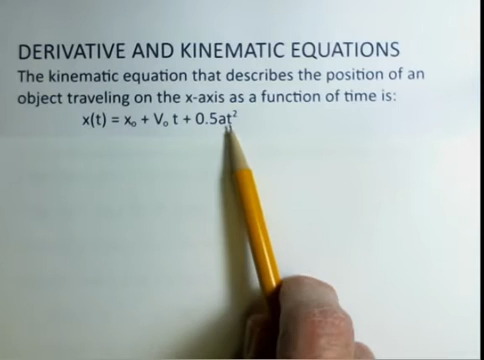 DERIVATIVE AND KINEMATIC EQUATIONS
The kinematic equation that describes the position of an
object traveling on the x-axis as a function of time is:
x(t) = x₀ + V₀ t + 0.5at²